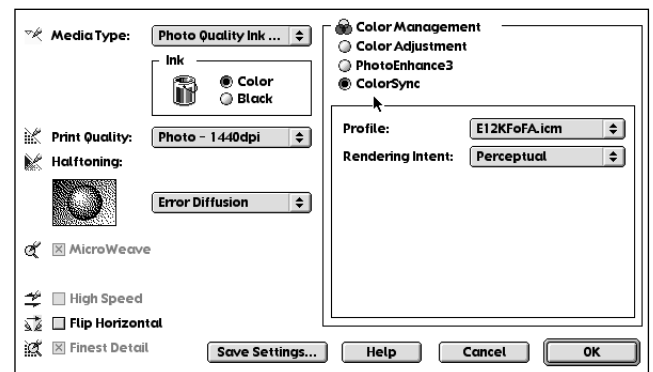 Media Type: Photo Quality Ink ...
Ink
Color
Black
Print Quality: Photo - 1440dpi
Halftoning:
Error Diffusion
MicroWeave
High Speed
Flip Horizontal
Finest Detail
Color Management
Color Adjustment
PhotoEnhance3
ColorSync
Profile: E12KFoFA.icm
Rendering Intent: Perceptual
Save Settings... Help Cancel OK